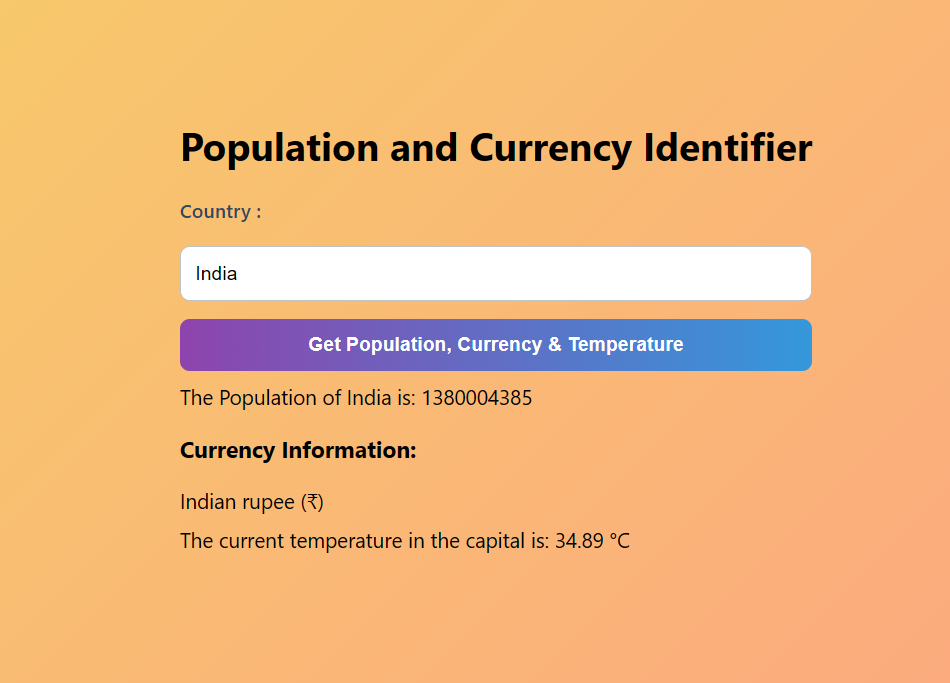 Population and Currency Identifier
Country :
India
Get Population, Currency & Temperature
The Population of India is: 1380004385
Currency Information:
Indian rupee (₹)
The current temperature in the capital is: 34.89 °C